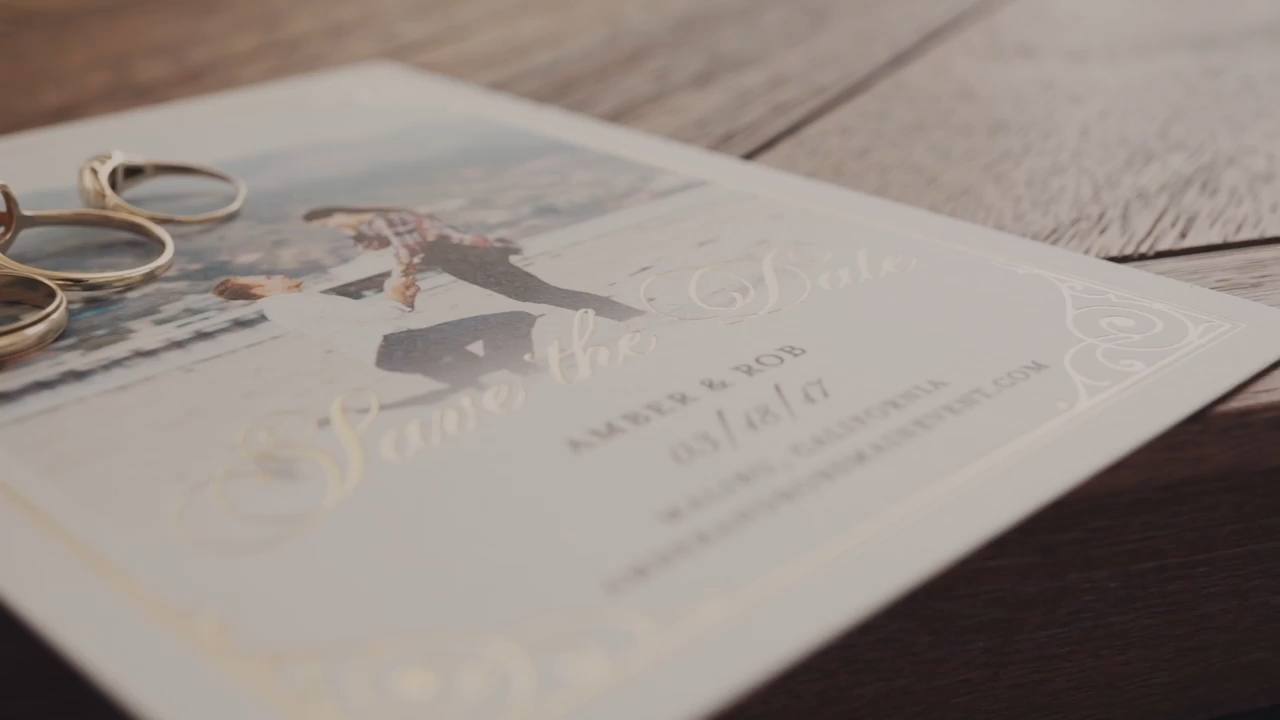 Save the Date
AMBER & ROB
03/18/17
MALIBU, CALIFORNIA